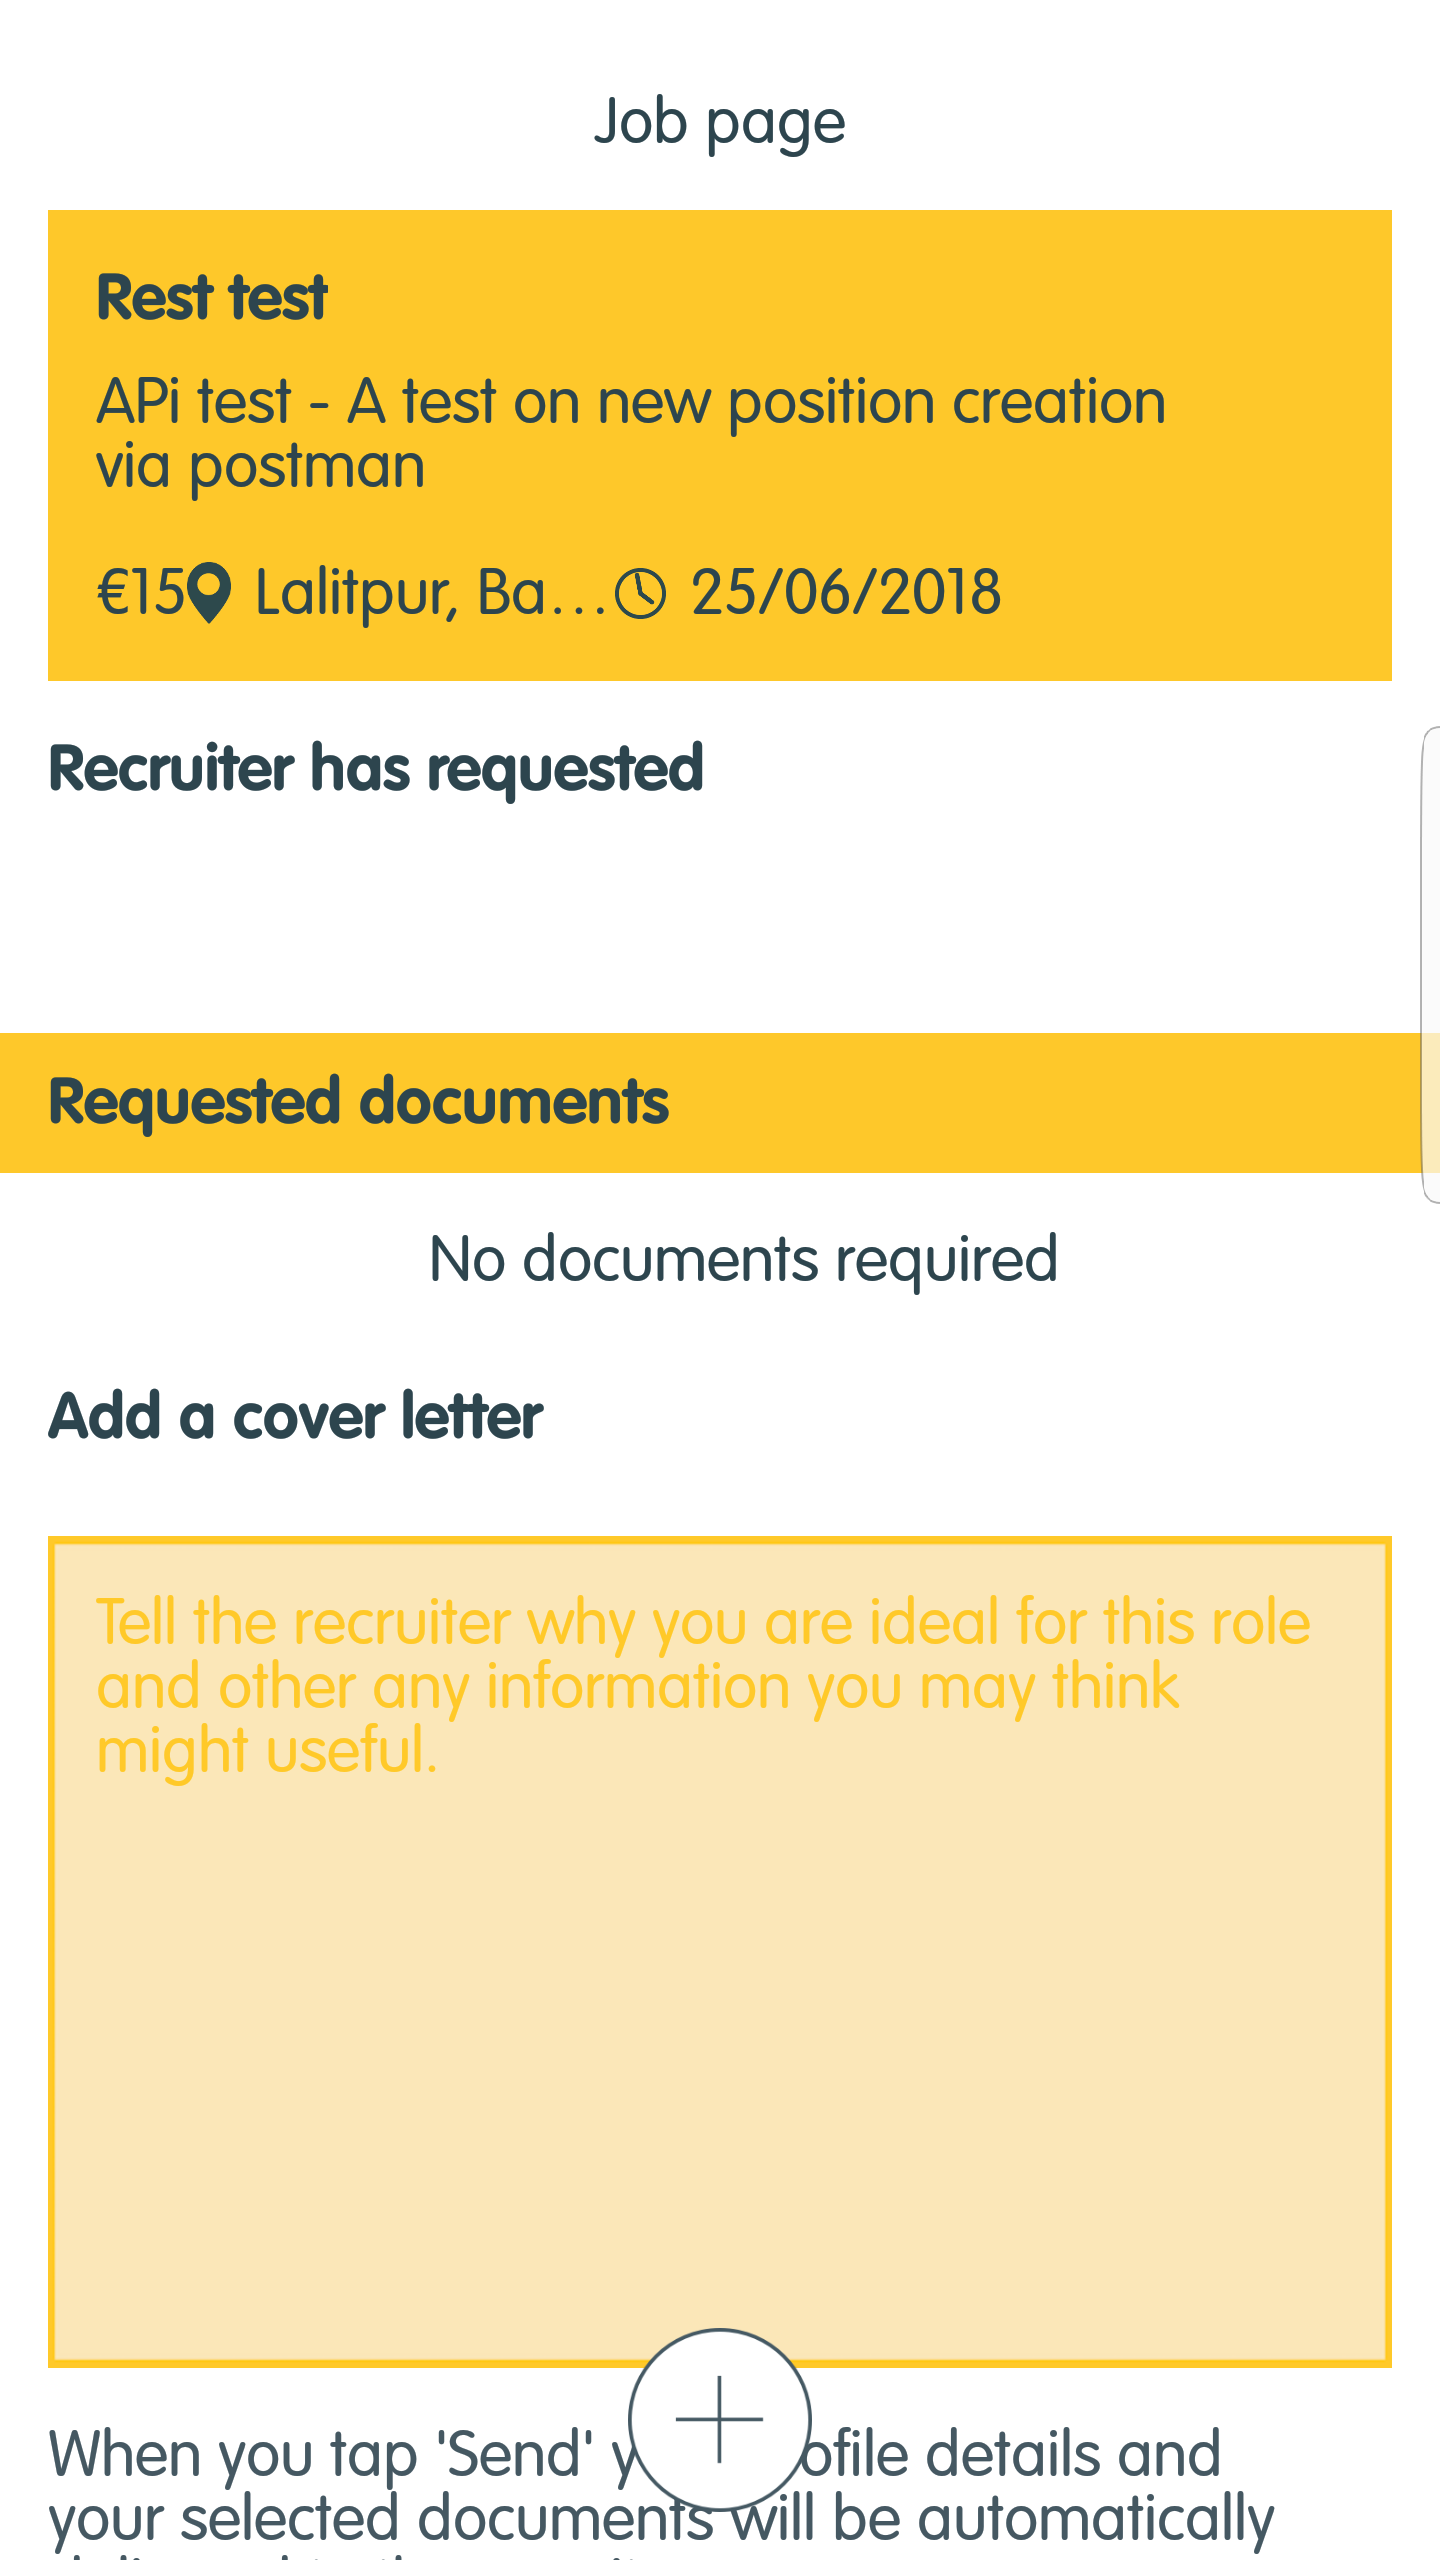 Job page
Rest test
APi test - A test on new position creation
via postman
€15 Lalitpur, Ba... 25/06/2018
Recruiter has requested
Requested documents
No documents required
Add a cover letter
Tell the recruiter why you are ideal for this role
and other any information you may think
might useful.
When you tap 'Send' details and
your selected documents will be automatically